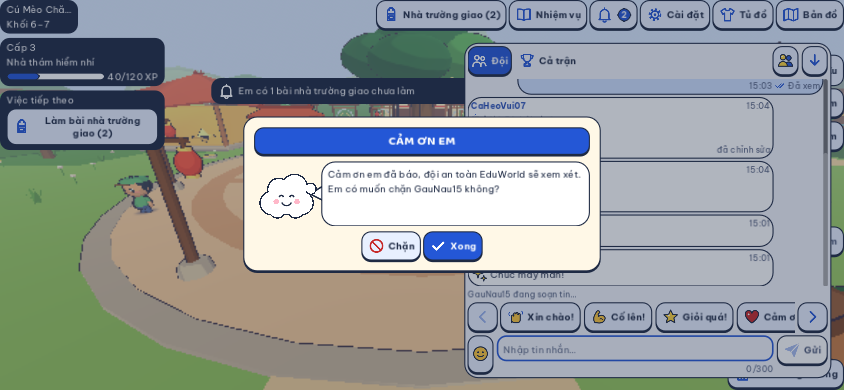 Cú Mèo Chă...
Khối 6-7
Cấp 3
Nhà thám hiểm nhí
40/120 XP
Việc tiếp theo
Làm bài nhà trường
giao (2)
Nhà trường giao (2)
Nhiệm vụ
2
Cài đặt
Tủ đồ
Bản đồ
Em có 1 bài nhà trường giao chưa làm
Đội
Cả trận
15:03
Đã xem
CaHeoVui07
15:04
đã chỉnh sửa
15:04
15:01
15:01
Chúc may mắn!
GauNau15 đang soạn tin...
Xin chào!
Cố lên!
Giỏi quá!
Cảm ơ
Nhập tin nhắn...
Gửi
0/300
CẢM ƠN EM
Cảm ơn em đã báo, đội an toàn EduWorld sẽ xem xét.
Em có muốn chặn GauNau15 không?
Chặn
Xong